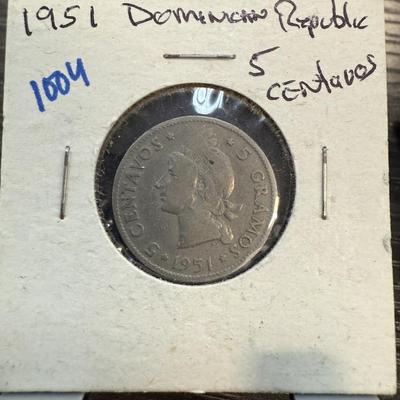 1951 Dominican Republic
5
centavos
1004
5 CENTAVOS
5 GRAMOS
1951